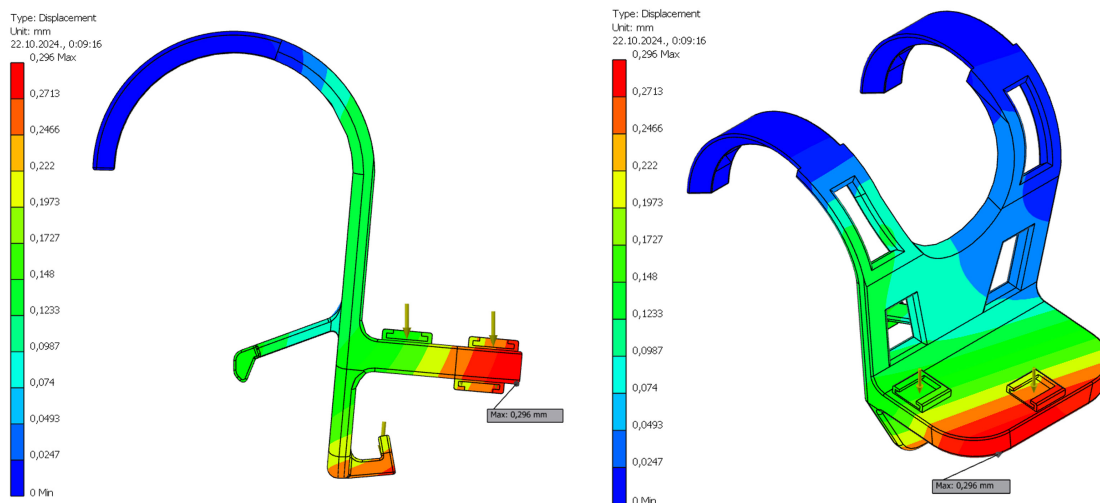 Type: Displacement
Unit: mm
22.10.2024., 0:09:16
0,296 Max
0,2713
0,2466
0,222
0,1973
0,1727
0,148
0,1233
0,0987
0,074
0,0493
0,0247
0 Min
Max: 0,296 mm
Type: Displacement
Unit: mm
22.10.2024., 0:09:16
0,296 Max
0,2713
0,2466
0,222
0,1973
0,1727
0,148
0,1233
0,0987
0,074
0,0493
0,0247
0 Min
Max: 0,296 mm